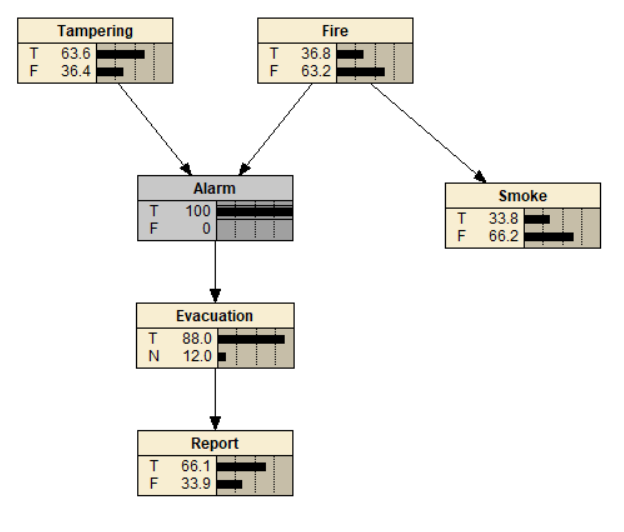 Tampering
T 63.6
F 36.4
Fire
T 36.8
F 63.2
Alarm
T 100
F 0
Smoke
T 33.8
F 66.2
Evacuation
T 88.0
N 12.0
Report
T 66.1
F 33.9